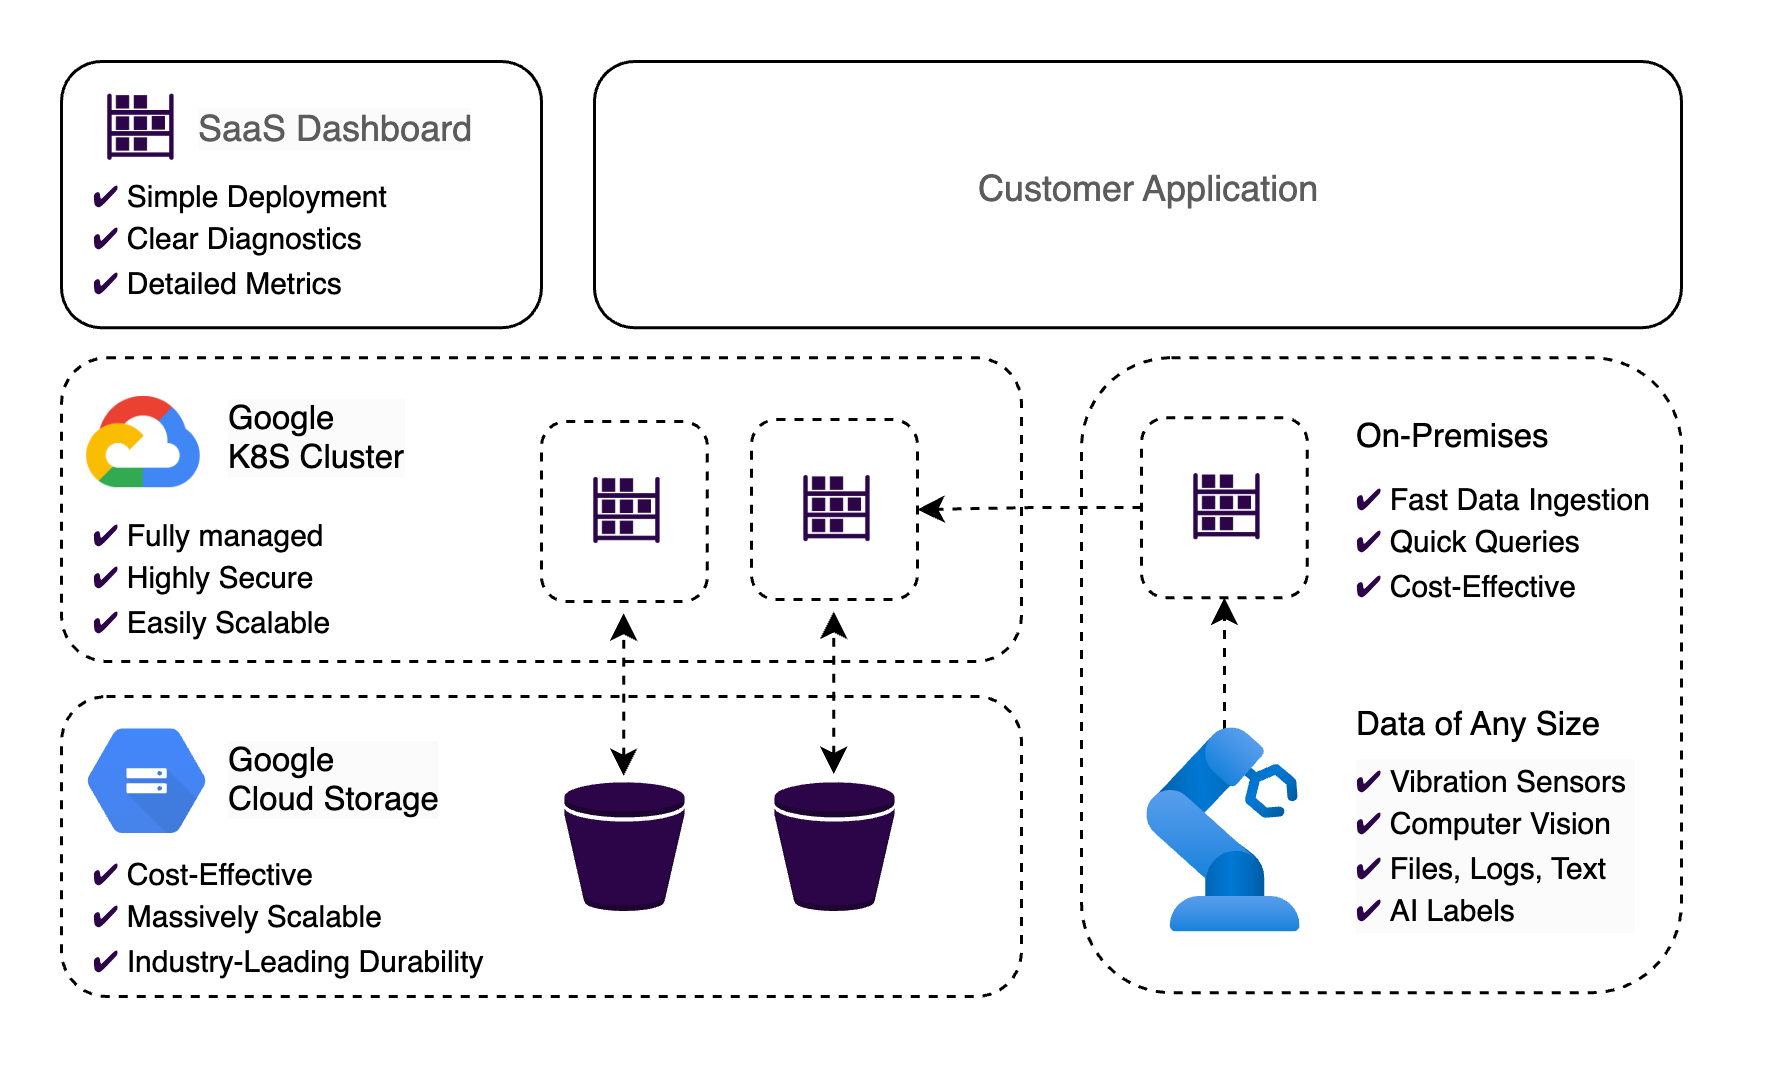 SaaS Dashboard
✔ Simple Deployment
✔ Clear Diagnostics
✔ Detailed Metrics
Customer Application
Google
K8S Cluster
✔ Fully managed
✔ Highly Secure
✔ Easily Scalable
On-Premises
✔ Fast Data Ingestion
✔ Quick Queries
✔ Cost-Effective
Google
Cloud Storage
✔ Cost-Effective
✔ Massively Scalable
✔ Industry-Leading Durability
Data of Any Size
✔ Vibration Sensors
✔ Computer Vision
✔ Files, Logs, Text
✔ AI Labels